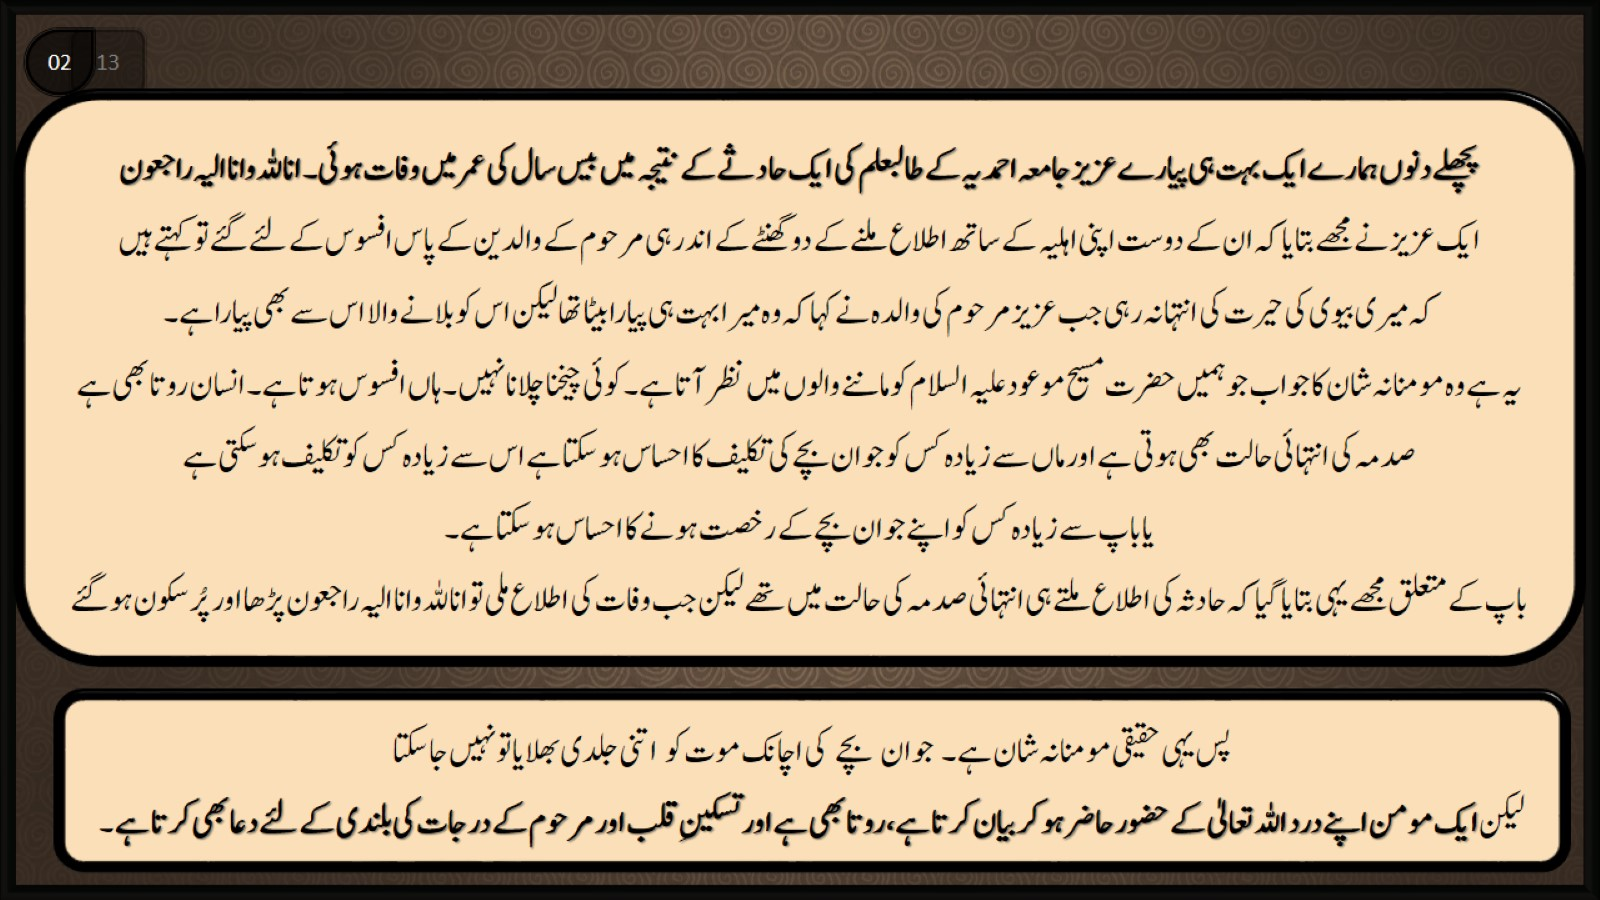 02 13
پچھلے دنوں ہمارے ایک بہت ہی پیارے عزیز جامعہ احمدیہ کے طالبعلم کی ایک حادثے کے نتیجہ میں بیس سال کی عمر میں وفات ہوئی۔ اناللہ وانا الیہ راجعون
ایک عزیز نے مجھے بتایا کہ ان کے دوست اپنی اہلیہ کے ساتھ اطلاع ملنے کے دو گھنٹے کے اندر ہی مرحوم کے والدین کے پاس افسوس کے لئے گئے تو کہتے ہیں
کہ میری بیوی کی حیرت کی انتہا نہ رہی جب عزیز مرحوم کی والدہ نے کہا کہ وہ میرا بہت ہی پیارا بیٹا تھا لیکن اس کو بلانے والا اس سے بھی پیارا ہے۔
یہ ہے وہ مومنانہ شان کا جواب جو ہمیں حضرت مسیح موعود علیہ السلام کو ماننے والوں میں نظر آتا ہے۔ کوئی چیخنا چلانا نہیں۔ ہاں افسوس ہوتا ہے۔ انسان روتا بھی ہے
صدمہ کی انتہائی حالت بھی ہوتی ہے اور ماں سے زیادہ کس کو جوان بچے کی تکلیف کا احساس ہو سکتا ہے اس سے زیادہ کس کو تکلیف ہو سکتی ہے
یا باپ سے زیادہ کس کو اپنے جوان بچے کے رخصت ہونے کا احساس ہو سکتا ہے۔
باپ کے متعلق مجھے یہی بتایا گیا کہ حادثہ کی اطلاع ملتے ہی انتہائی صدمہ کی حالت میں تھے لیکن جب وفات کی اطلاع ملی تو اناللہ وانا الیہ راجعون پڑھا اور پُر سکون ہو گئے
پس یہی حقیقی مومنانہ شان ہے۔ جوان بچے کی اچانک موت کو اتنی جلدی بھلایا تو نہیں جا سکتا
لیکن ایک مومن اپنے درد اللہ تعالیٰ کے حضور حاضر ہو کر بیان کرتا ہے، روتا بھی ہے اور تسکینِ قلب اور مرحوم کے درجات کی بلندی کے لئے دعا بھی کرتا ہے۔